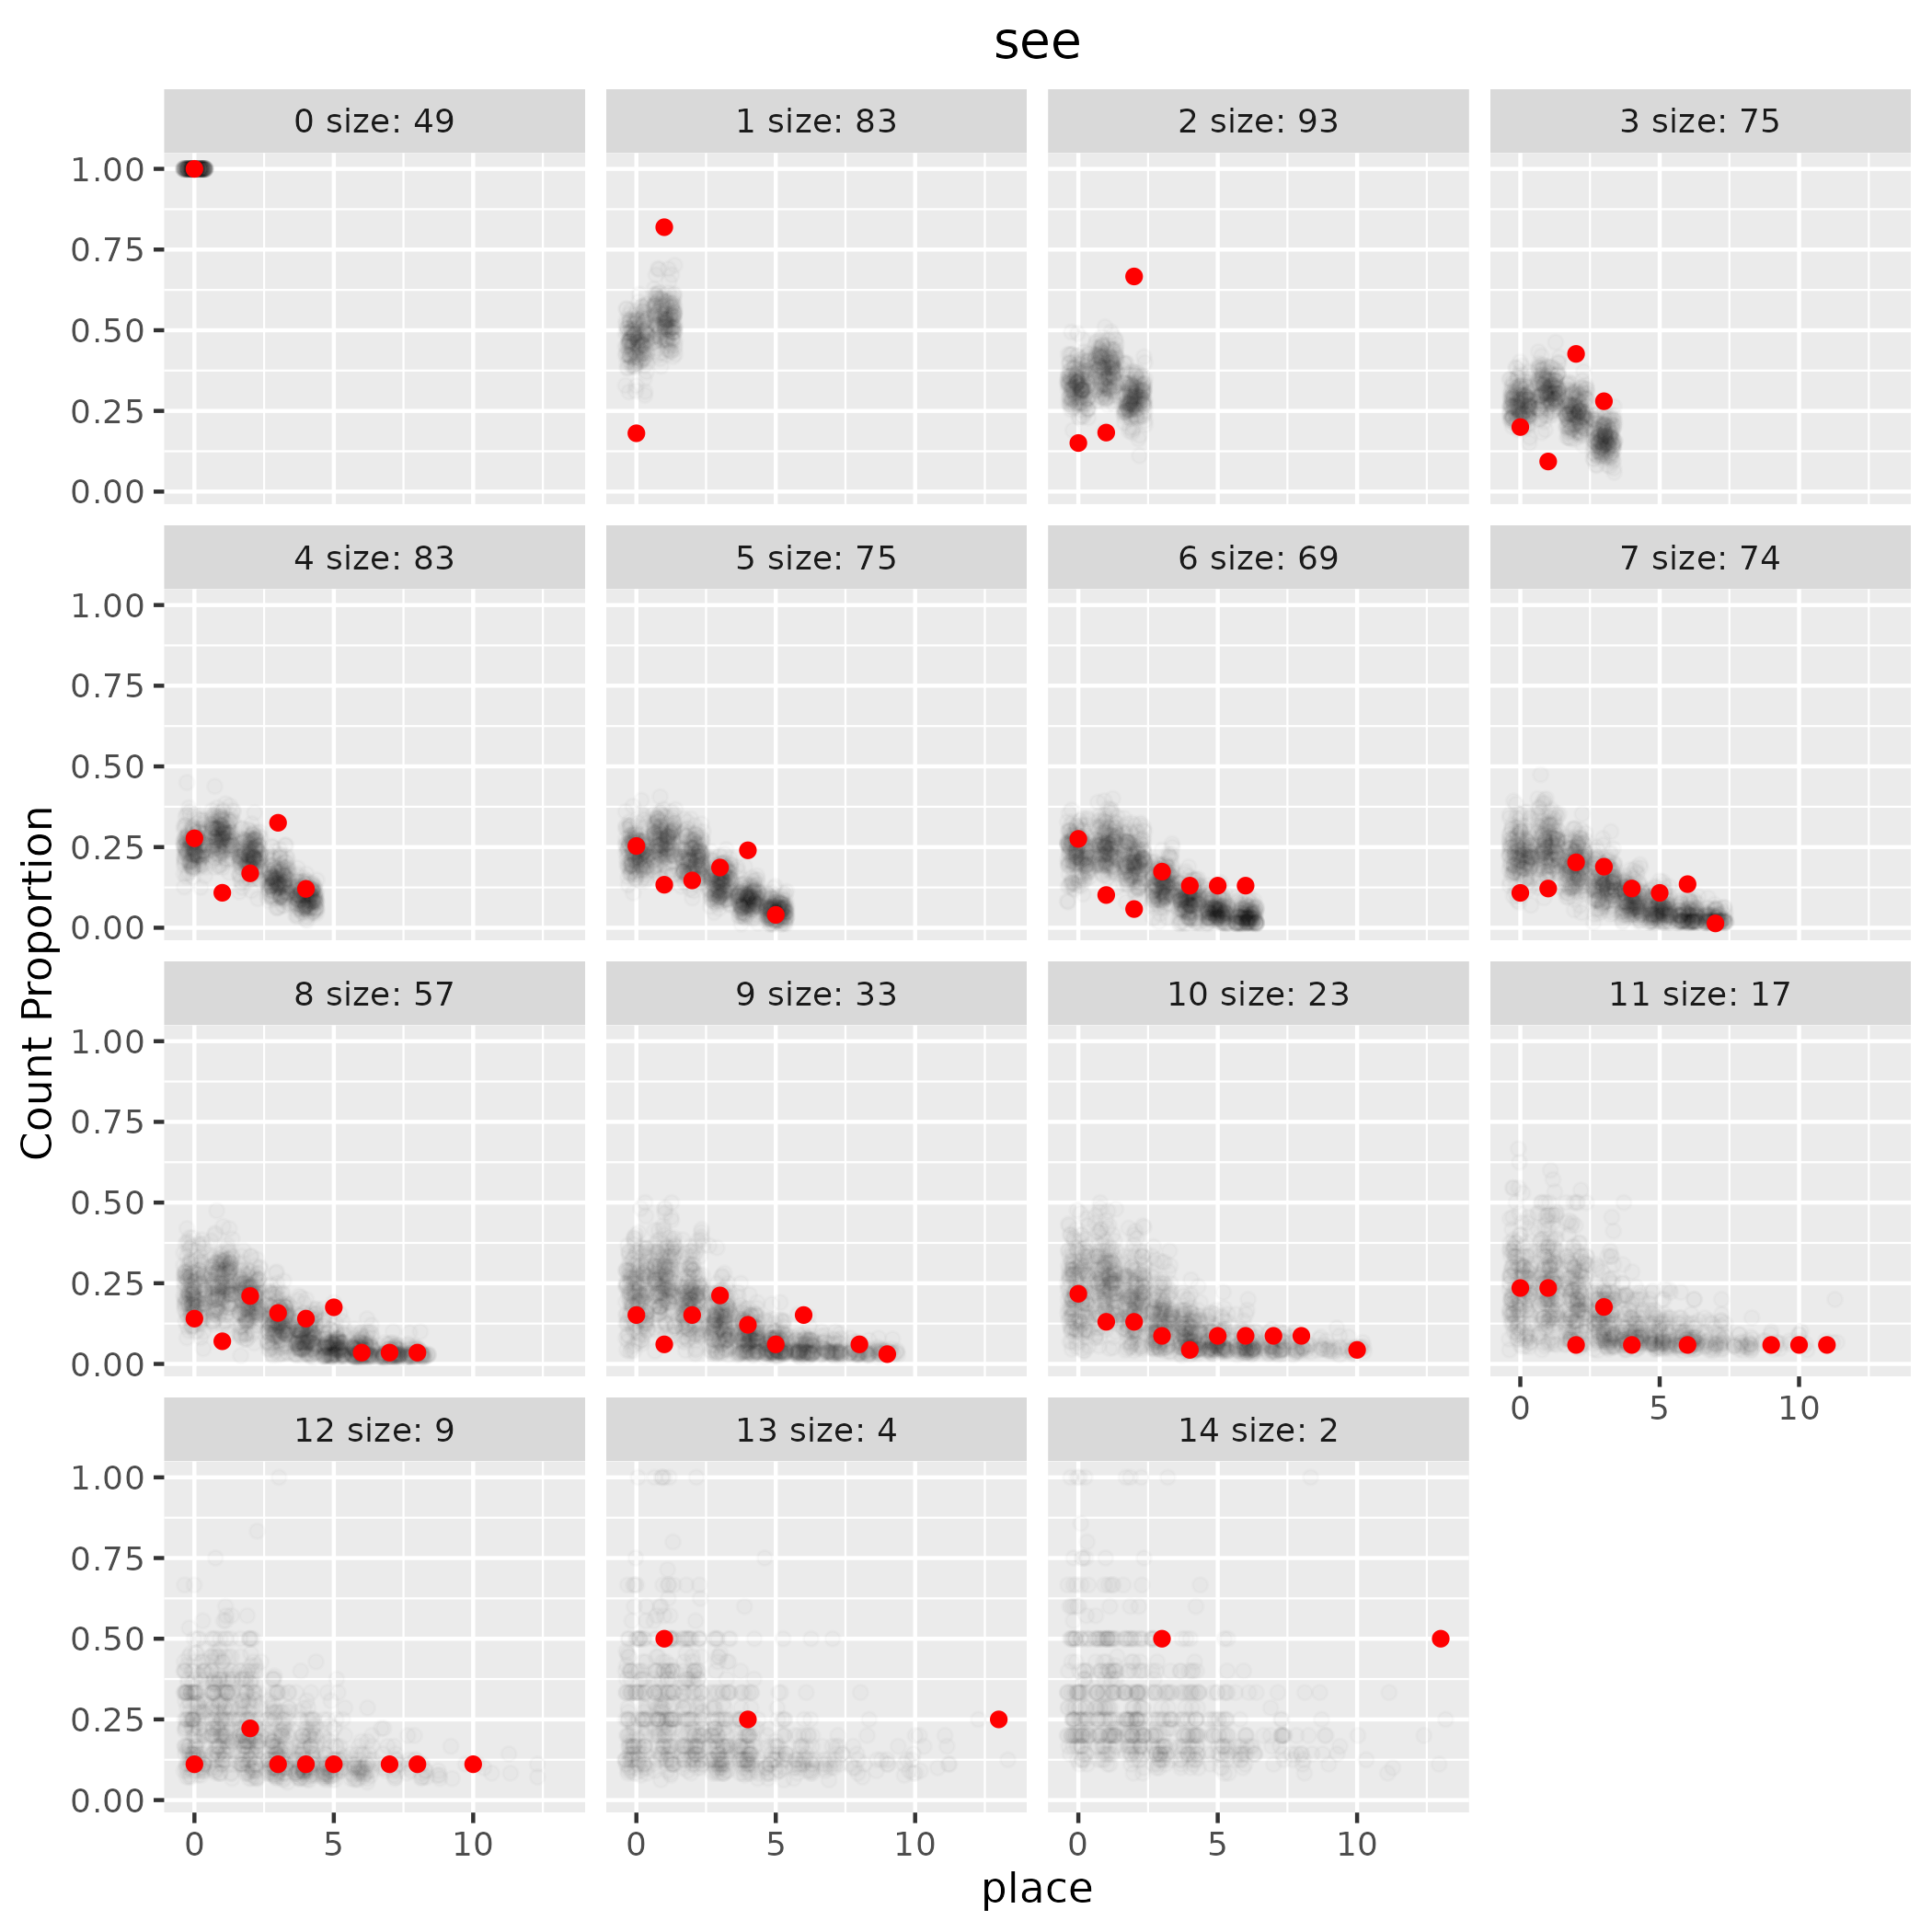 see
0 size: 49
1 size: 83
2 size: 93
3 size: 75
1.00
0.75
0.50
0.25
0.00
4 size: 83
5 size: 75
6 size: 69
7 size: 74
1.00
0.75
0.50
0.25
0.00
Count Proportion
8 size: 57
9 size: 33
10 size: 23
11 size: 17
1.00
0.75
0.50
0.25
0.00
0 5 10
12 size: 9
13 size: 4
14 size: 2
1.00
0.75
0.50
0.25
0.00
0 5 10
0 5 10
0 5 10
place